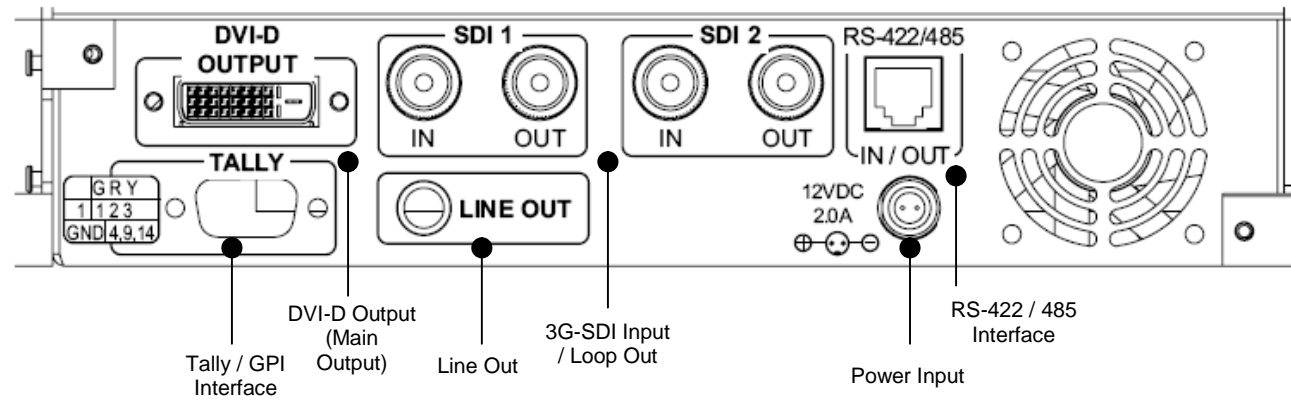 DVI-D
OUTPUT
SDI 1
IN
OUT
SDI 2
IN
OUT
RS-422/485
IN / OUT
TALLY
G R Y
1 1 2 3
GND 4,9,14
LINE OUT
12VDC
2.0A
Tally / GPI
Interface
DVI-D Output
(Main
Output)
Line Out
3G-SDI Input
/ Loop Out
Power Input
RS-422 / 485
Interface